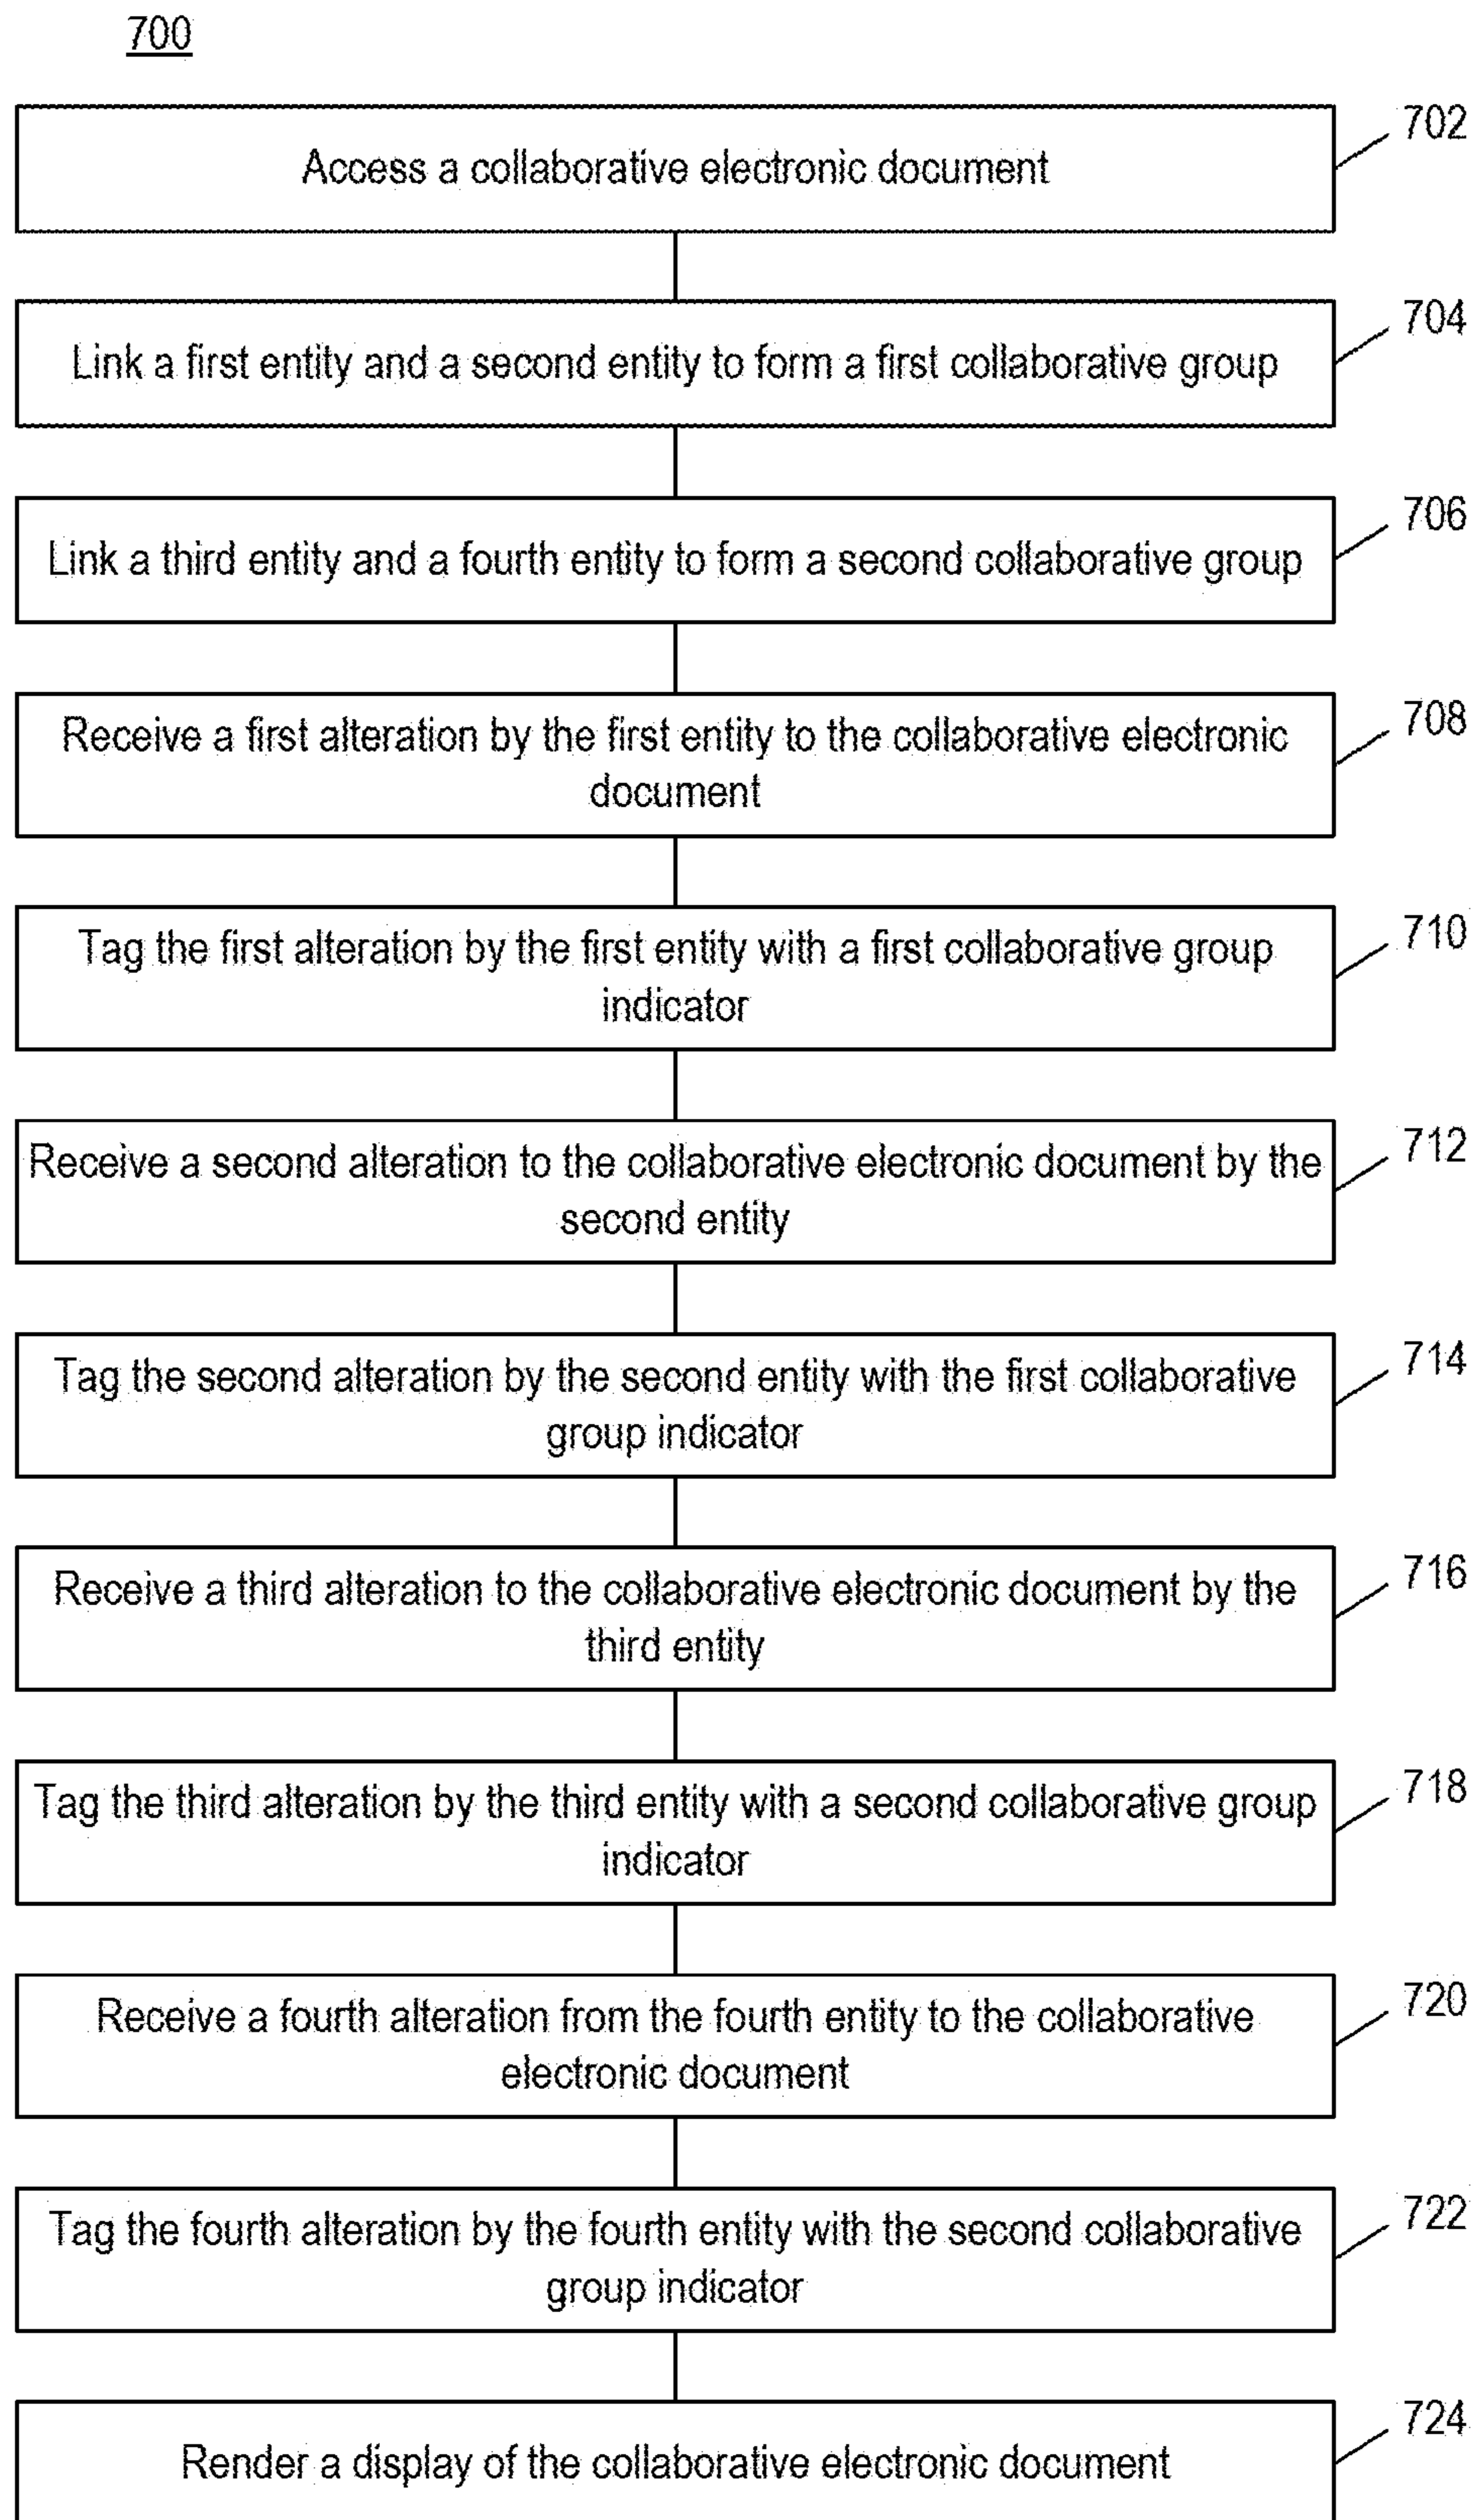 700
Access a collaborative electronic document
702
Link a first entity and a second entity to form a first collaborative group
704
Link a third entity and a fourth entity to form a second collaborative group
706
Receive a first alteration by the first entity to the collaborative electronic
document
708
Tag the first alteration by the first entity with a first collaborative group
indicator
710
Receive a second alteration to the collaborative electronic document by the
second entity
712
Tag the second alteration by the second entity with the first collaborative
group indicator
714
Receive a third alteration to the collaborative electronic document by the
third entity
716
Tag the third alteration by the third entity with a second collaborative group
indicator
718
Receive a fourth alteration from the fourth entity to the collaborative
electronic document
720
Tag the fourth alteration by the fourth entity with the second collaborative
group indicator
722
Render a display of the collaborative electronic document
724